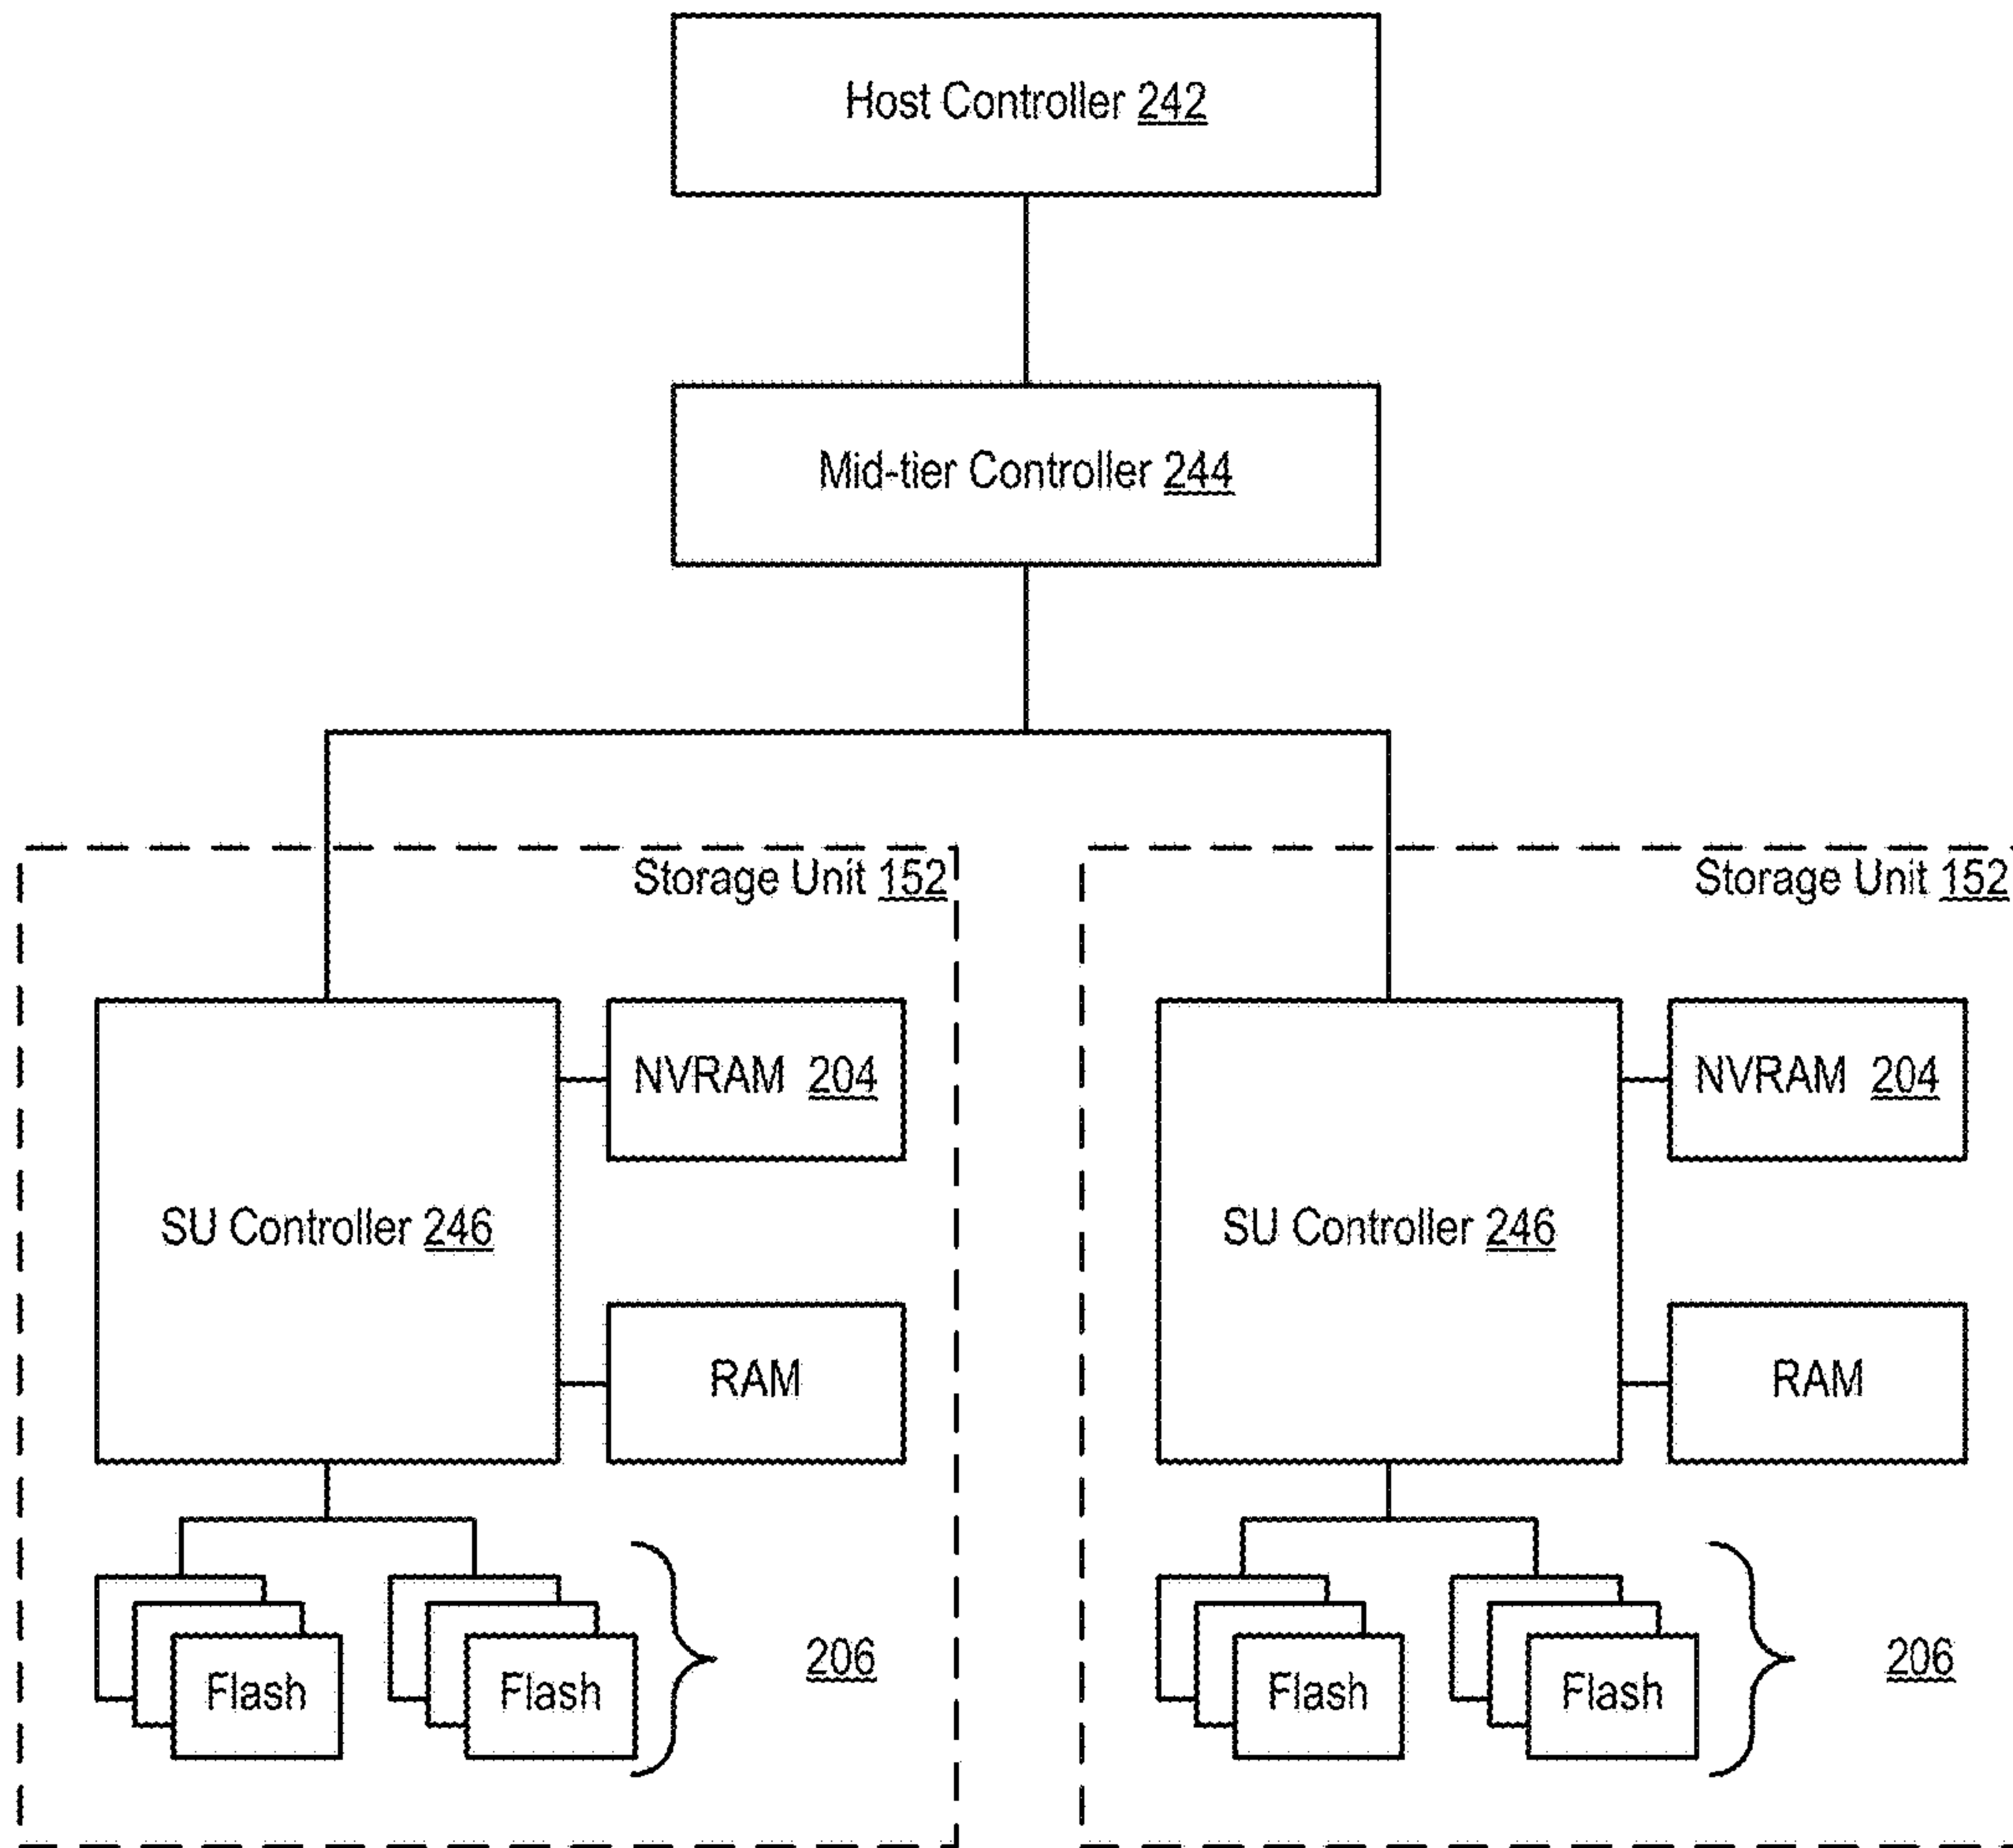 Host Controller 242
Mid-tier Controller 244
Storage Unit 152
NVRAM 204
SU Controller 246
RAM
Flash
Flash
206
Storage Unit 152
NVRAM 204
SU Controller 246
RAM
Flash
Flash
206